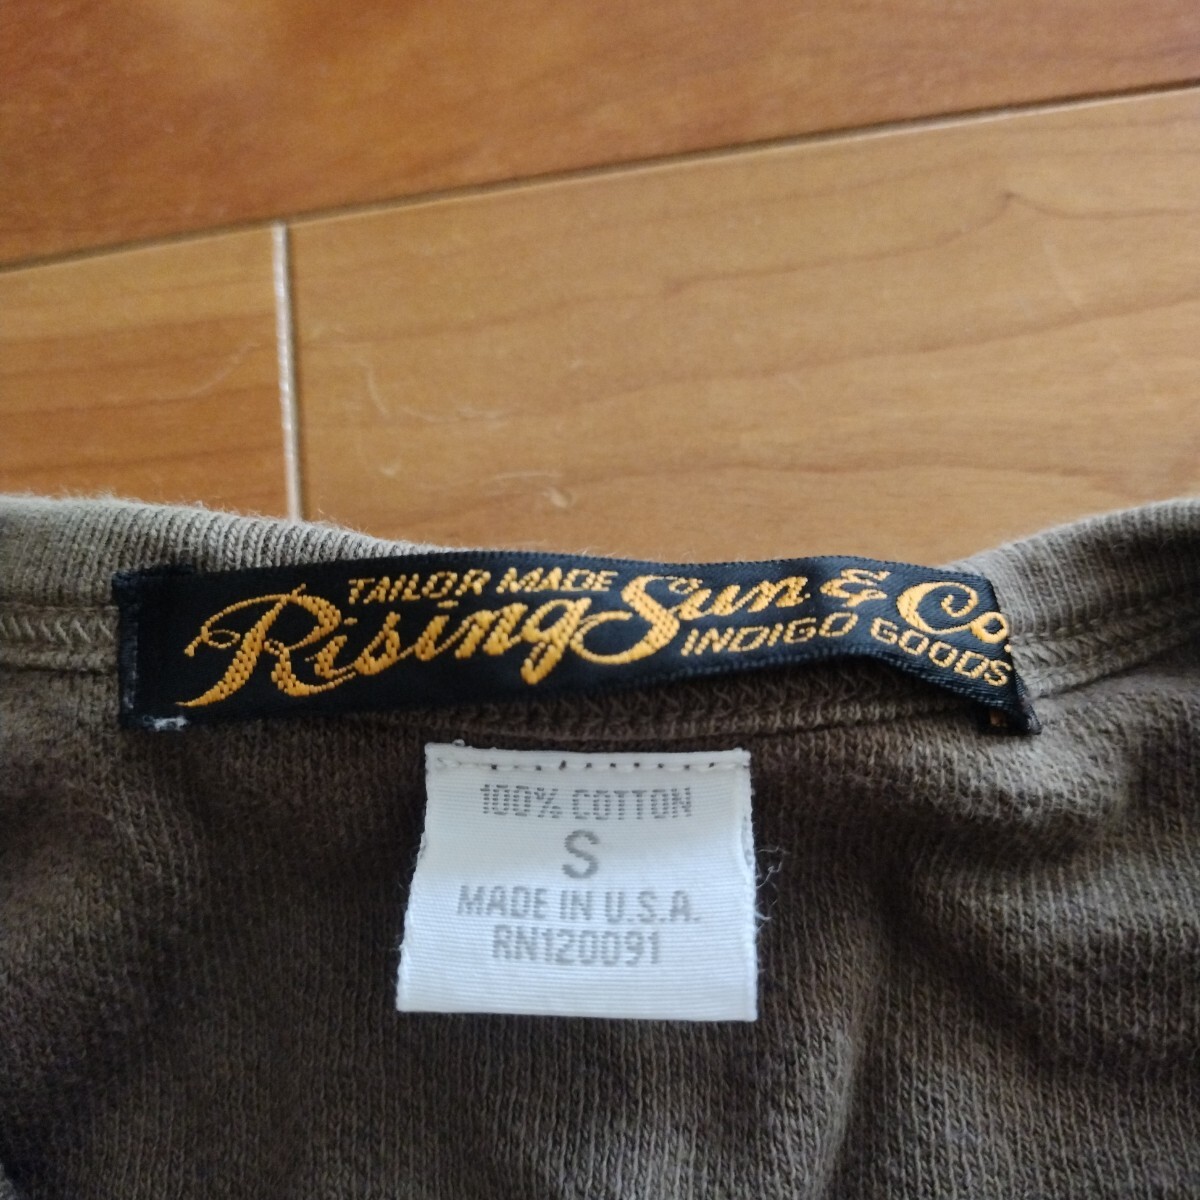 TAILOR MADE
Rising Sun & Co.
INDIGO GOODS
100% COTTON
S
MADE IN U.S.A.
RN120091